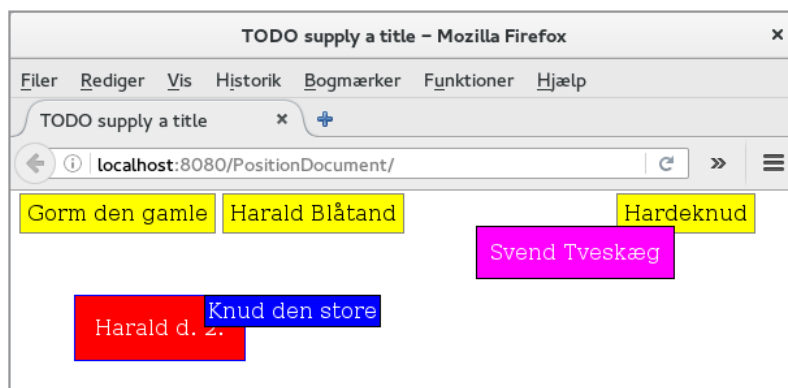 TODO supply a title – Mozilla Firefox ×
Filer Rediger Vis Historik Bogmærker Funktioner Hjælp
TODO supply a title ×
localhost:8080/PositionDocument/ »
Gorm den gamle Harald Blåtand Hardeknud
Svend Tveskæg
Knud den store
Harald d. 2.